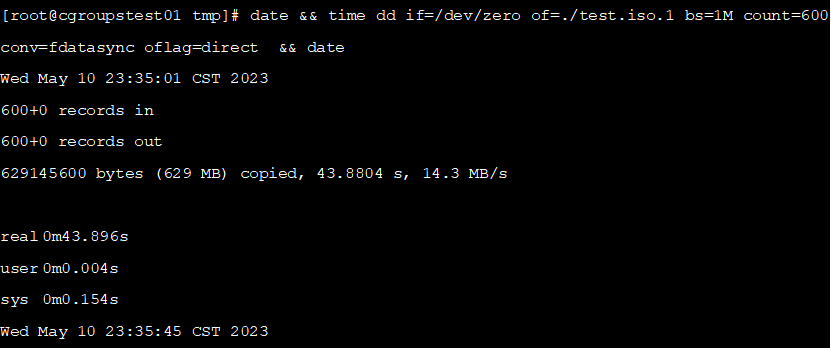 [root@cgroupstest01 tmp]# date && time dd if=/dev/zero of=./test.iso.1 bs=1M count=600
conv=fdatasync oflag=direct  && date
Wed May 10 23:35:01 CST 2023
600+0 records in
600+0 records out
629145600 bytes (629 MB) copied, 43.8804 s, 14.3 MB/s
real 0m43.896s
user 0m0.004s
sys  0m0.154s
Wed May 10 23:35:45 CST 2023